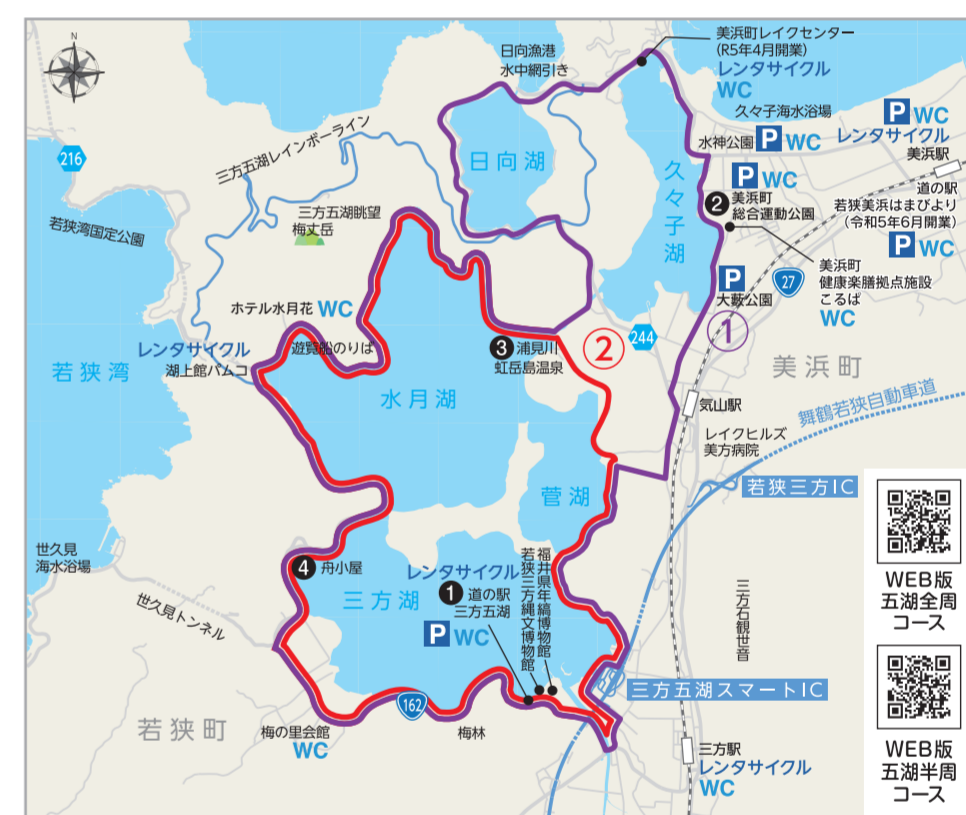 N
美浜町レイクセンター
(R5年4月開業)
レンタサイクル
WC
日向漁港
水中網引き
久々子海水浴場
P WC
レンタサイクル
美浜駅
水神公園 P WC
216
三方五湖レインボーライン
日向湖
久々子湖
P WC
2 美浜町
総合運動公園
道の駅
若狭美浜はまびより
(令和5年6月開業)
P WC
若狭湾国定公園
三方五湖眺望
梅丈岳
美浜町
健康楽膳拠点施設
こるぱ
WC
P
大薮公園
27
ホテル水月花 WC
244
①
②
レンタサイクル
湖上館パムコ
遊覧船のりば
3 浦見川
虹岳島温泉
若狭湾
水月湖
美浜町
舞鶴若狭自動車道
気山駅
レイクヒルズ
美方病院
若狭三方IC
菅湖
世久見
海水浴場
4 舟小屋
レンタサイクル
1 道の駅
三方五湖
P WC
三方湖
福井県年縞博物館
若狭三方縄文博物館
世久見トンネル
三方石観世音
WEB版
五湖全周
コース
三方五湖スマートIC
162
若狭町
梅の里会館
WC
梅林
三方駅
レンタサイクル
WC
WEB版
五湖半周
コース